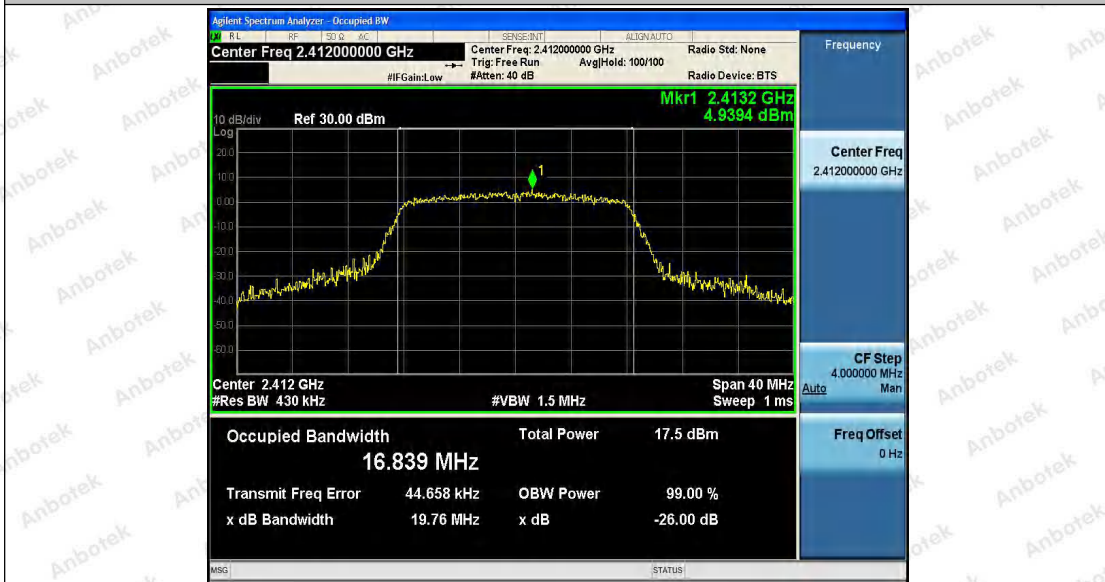 Agilent Spectrum Analyzer - Occupied BW
LXI RL RF 50 Ω AC SENSE:INT ALIGNAUTO
Center Freq 2.412000000 GHz
Center Freq: 2.412000000 GHz
Radio Std: None
Trig: Free Run Avg|Hold: 100/100
#IFGain:Low
#Atten: 40 dB
Radio Device: BTS
Mkr1 2.4132 GHz
4.9394 dBm
10 dB/div Ref 30.00 dBm
Log
20.0
10.0
0.00
-10.0
-20.0
-30.0
-40.0
-50.0
-60.0
1
Center 2.412 GHz
Span 40 MHz
#Res BW 430 kHz
#VBW 1.5 MHz
Sweep 1 ms
Occupied Bandwidth
16.839 MHz
Total Power 17.5 dBm
Transmit Freq Error 44.658 kHz
OBW Power 99.00 %
x dB Bandwidth 19.76 MHz
x dB -26.00 dB
MSG
STATUS
Frequency
Center Freq
2.412000000 GHz
CF Step
4.000000 MHz
Auto Man
Freq Offset
0 Hz
Anbotek